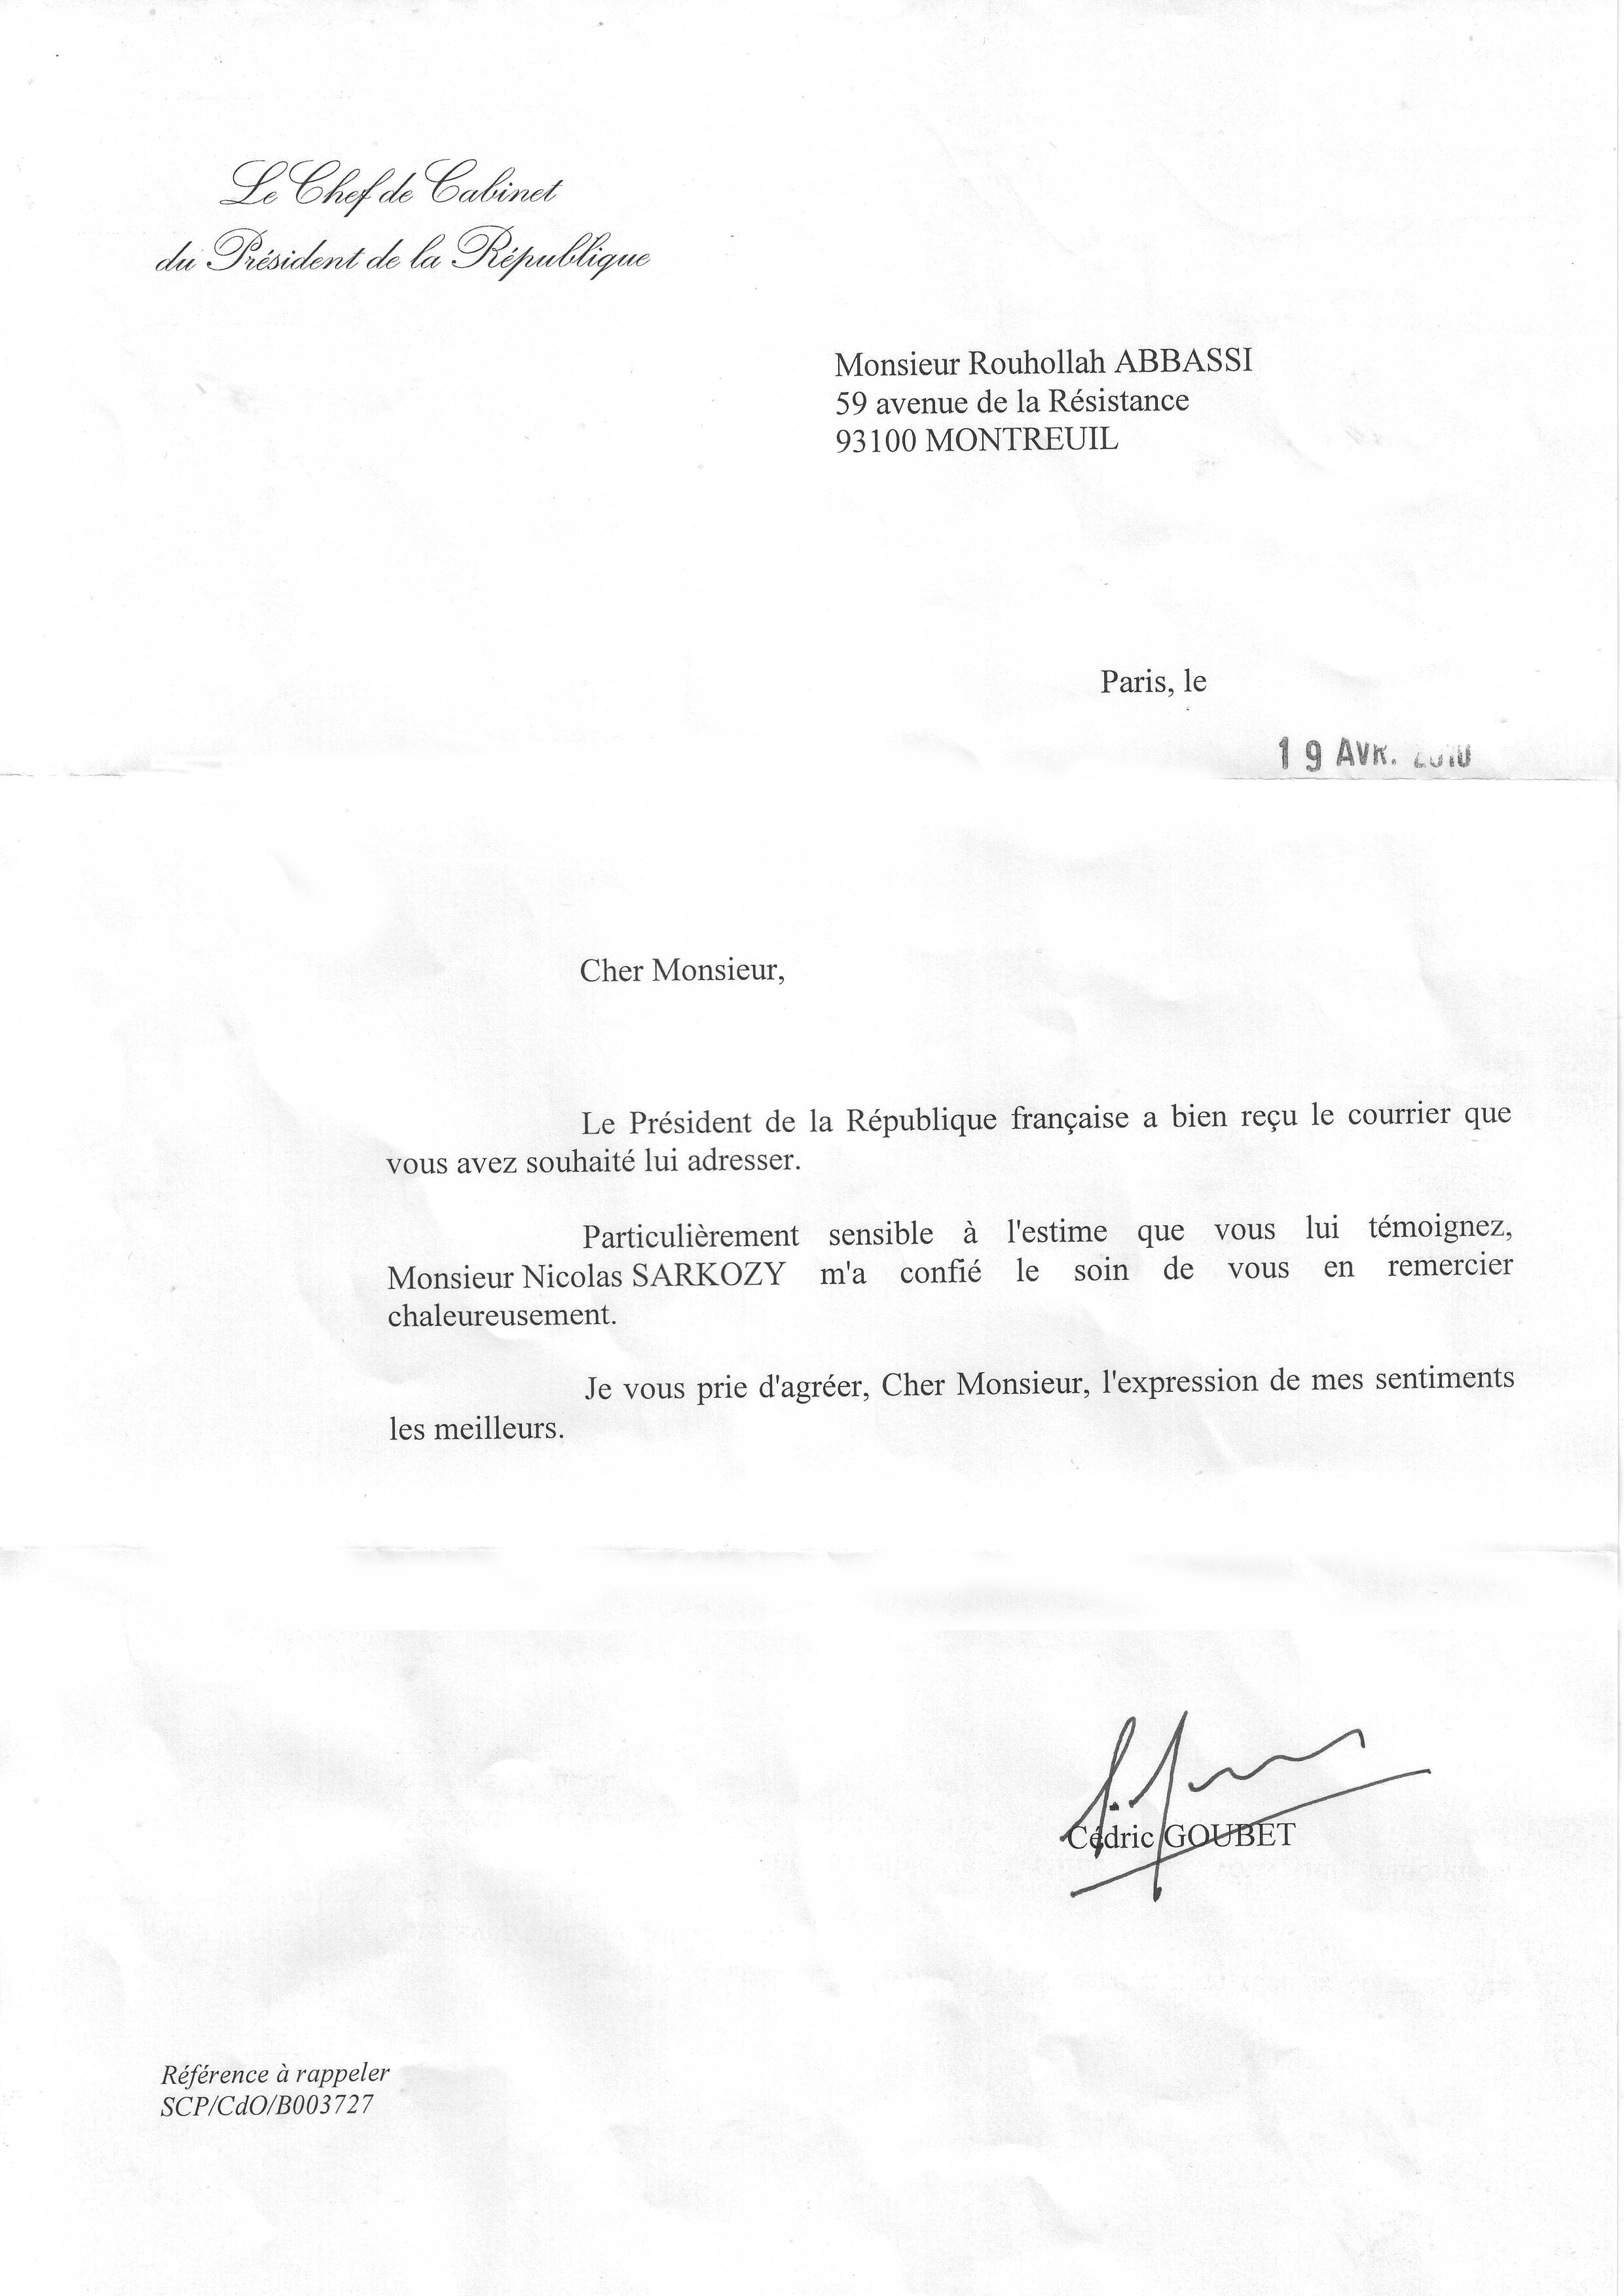 Le Chef de Cabinet
du Président de la République
Monsieur Rouhollah ABBASSI
59 avenue de la Résistance
93100 MONTREUIL
Paris, le
19 AVR. 2010
Cher Monsieur,
Le Président de la République française a bien reçu le courrier que
vous avez souhaité lui adresser.
Particulièrement sensible à l'estime que vous lui témoignez,
Monsieur Nicolas SARKOZY m'a confié le soin de vous en remercier
chaleureusement.
Je vous prie d'agréer, Cher Monsieur, l'expression de mes sentiments
les meilleurs.
Cédric GOUBET
Référence à rappeler
SCP/CdO/B003727